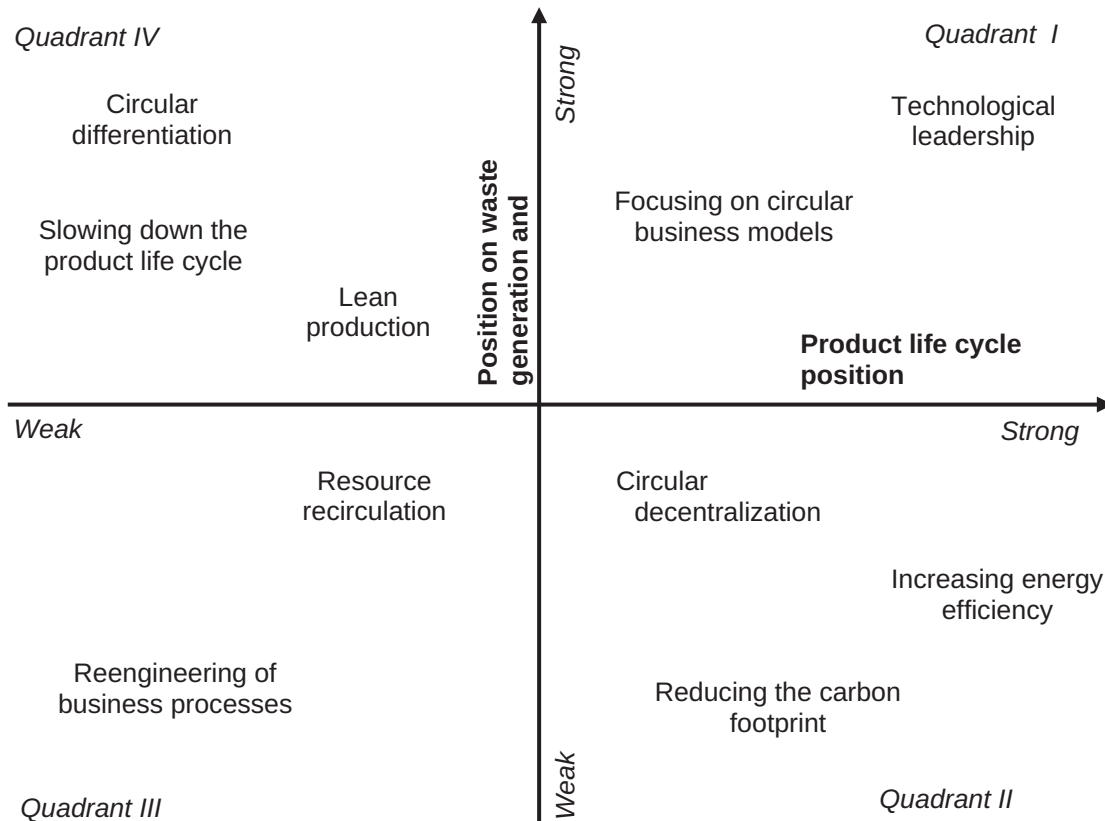 Quadrant IV
Circular
differentiation
Slowing down the
product life cycle
Lean
production
Position on waste
generation and
Strong
Quadrant I
Technological
leadership
Focusing on circular
business models
Product life cycle
position
Weak
Strong
Resource
recirculation
Reengineering of
business processes
Quadrant III
Circular
decentralization
Increasing energy
efficiency
Reducing the carbon
footprint
Weak
Quadrant II